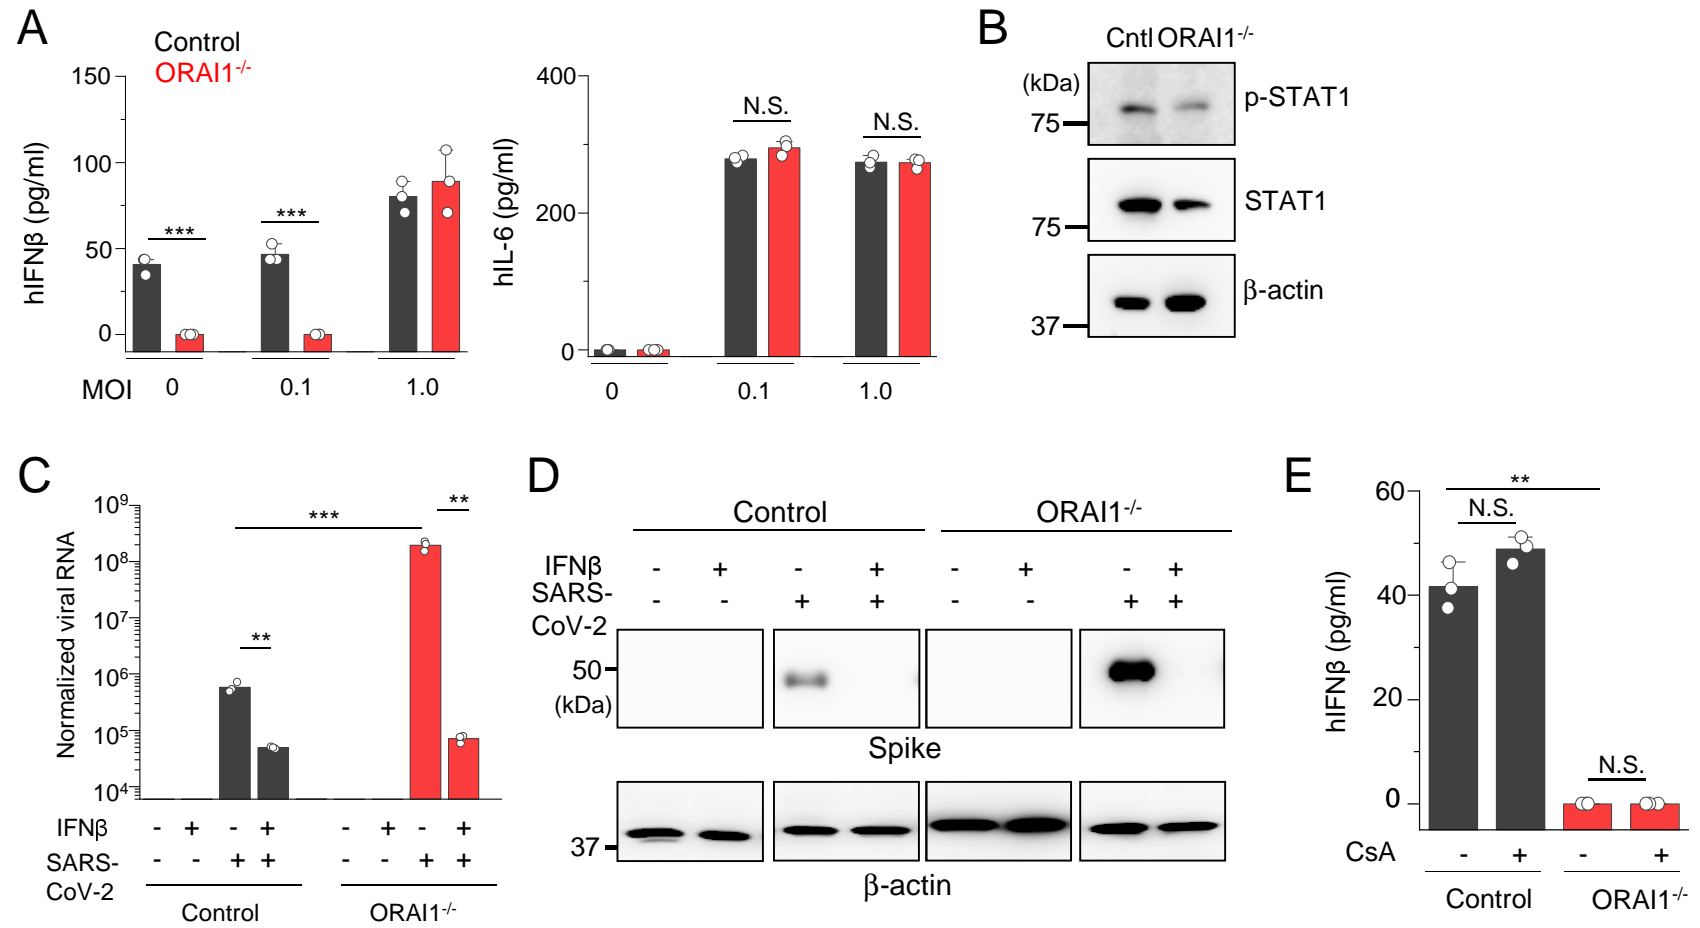 A
Control
ORAI1-/-
150
100
50
0
hIFNβ (pg/ml)
***
***
MOI
0
0.1
1.0
400
200
0
hIL-6 (pg/ml)
N.S.
N.S.
0
0.1
1.0
B
Cntl ORAI1-/-
(kDa)
75
p-STAT1
75
STAT1
37
β-actin
C
Normalized viral RNA
10^9
10^8
10^7
10^6
10^5
10^4
**
***
**
IFNβ - + - + - + - +
SARS-CoV-2 - - + + - - + +
Control
ORAI1-/-
D
Control
ORAI1-/-
IFNβ - + - + - + - +
SARS-CoV-2 - - + + - - + +
50
(kDa)
Spike
37
β-actin
E
60
40
20
0
hIFNβ (pg/ml)
**
N.S.
N.S.
CsA - + - +
Control
ORAI1-/-